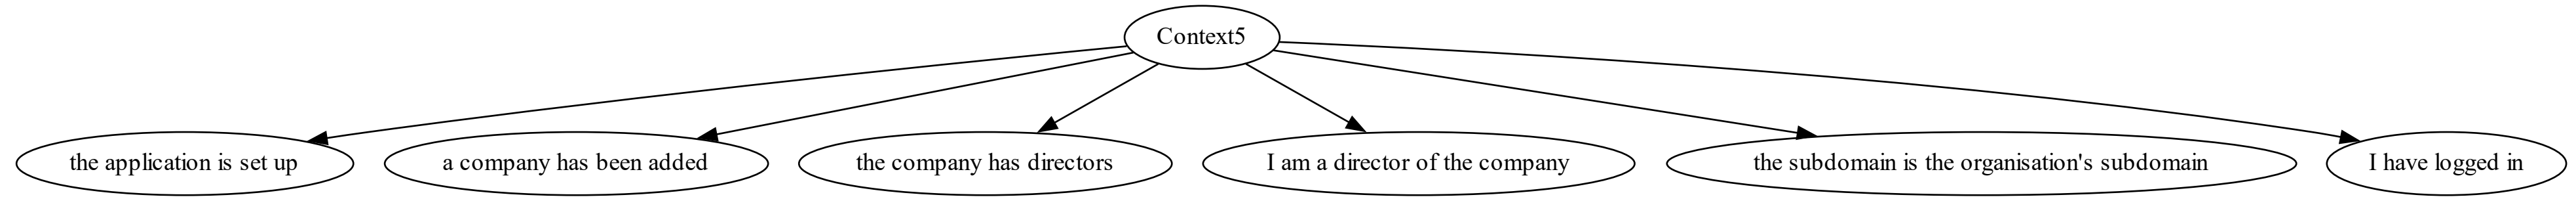 Context5
the application is set up
a company has been added
the company has directors
I am a director of the company
the subdomain is the organisation's subdomain
I have logged in